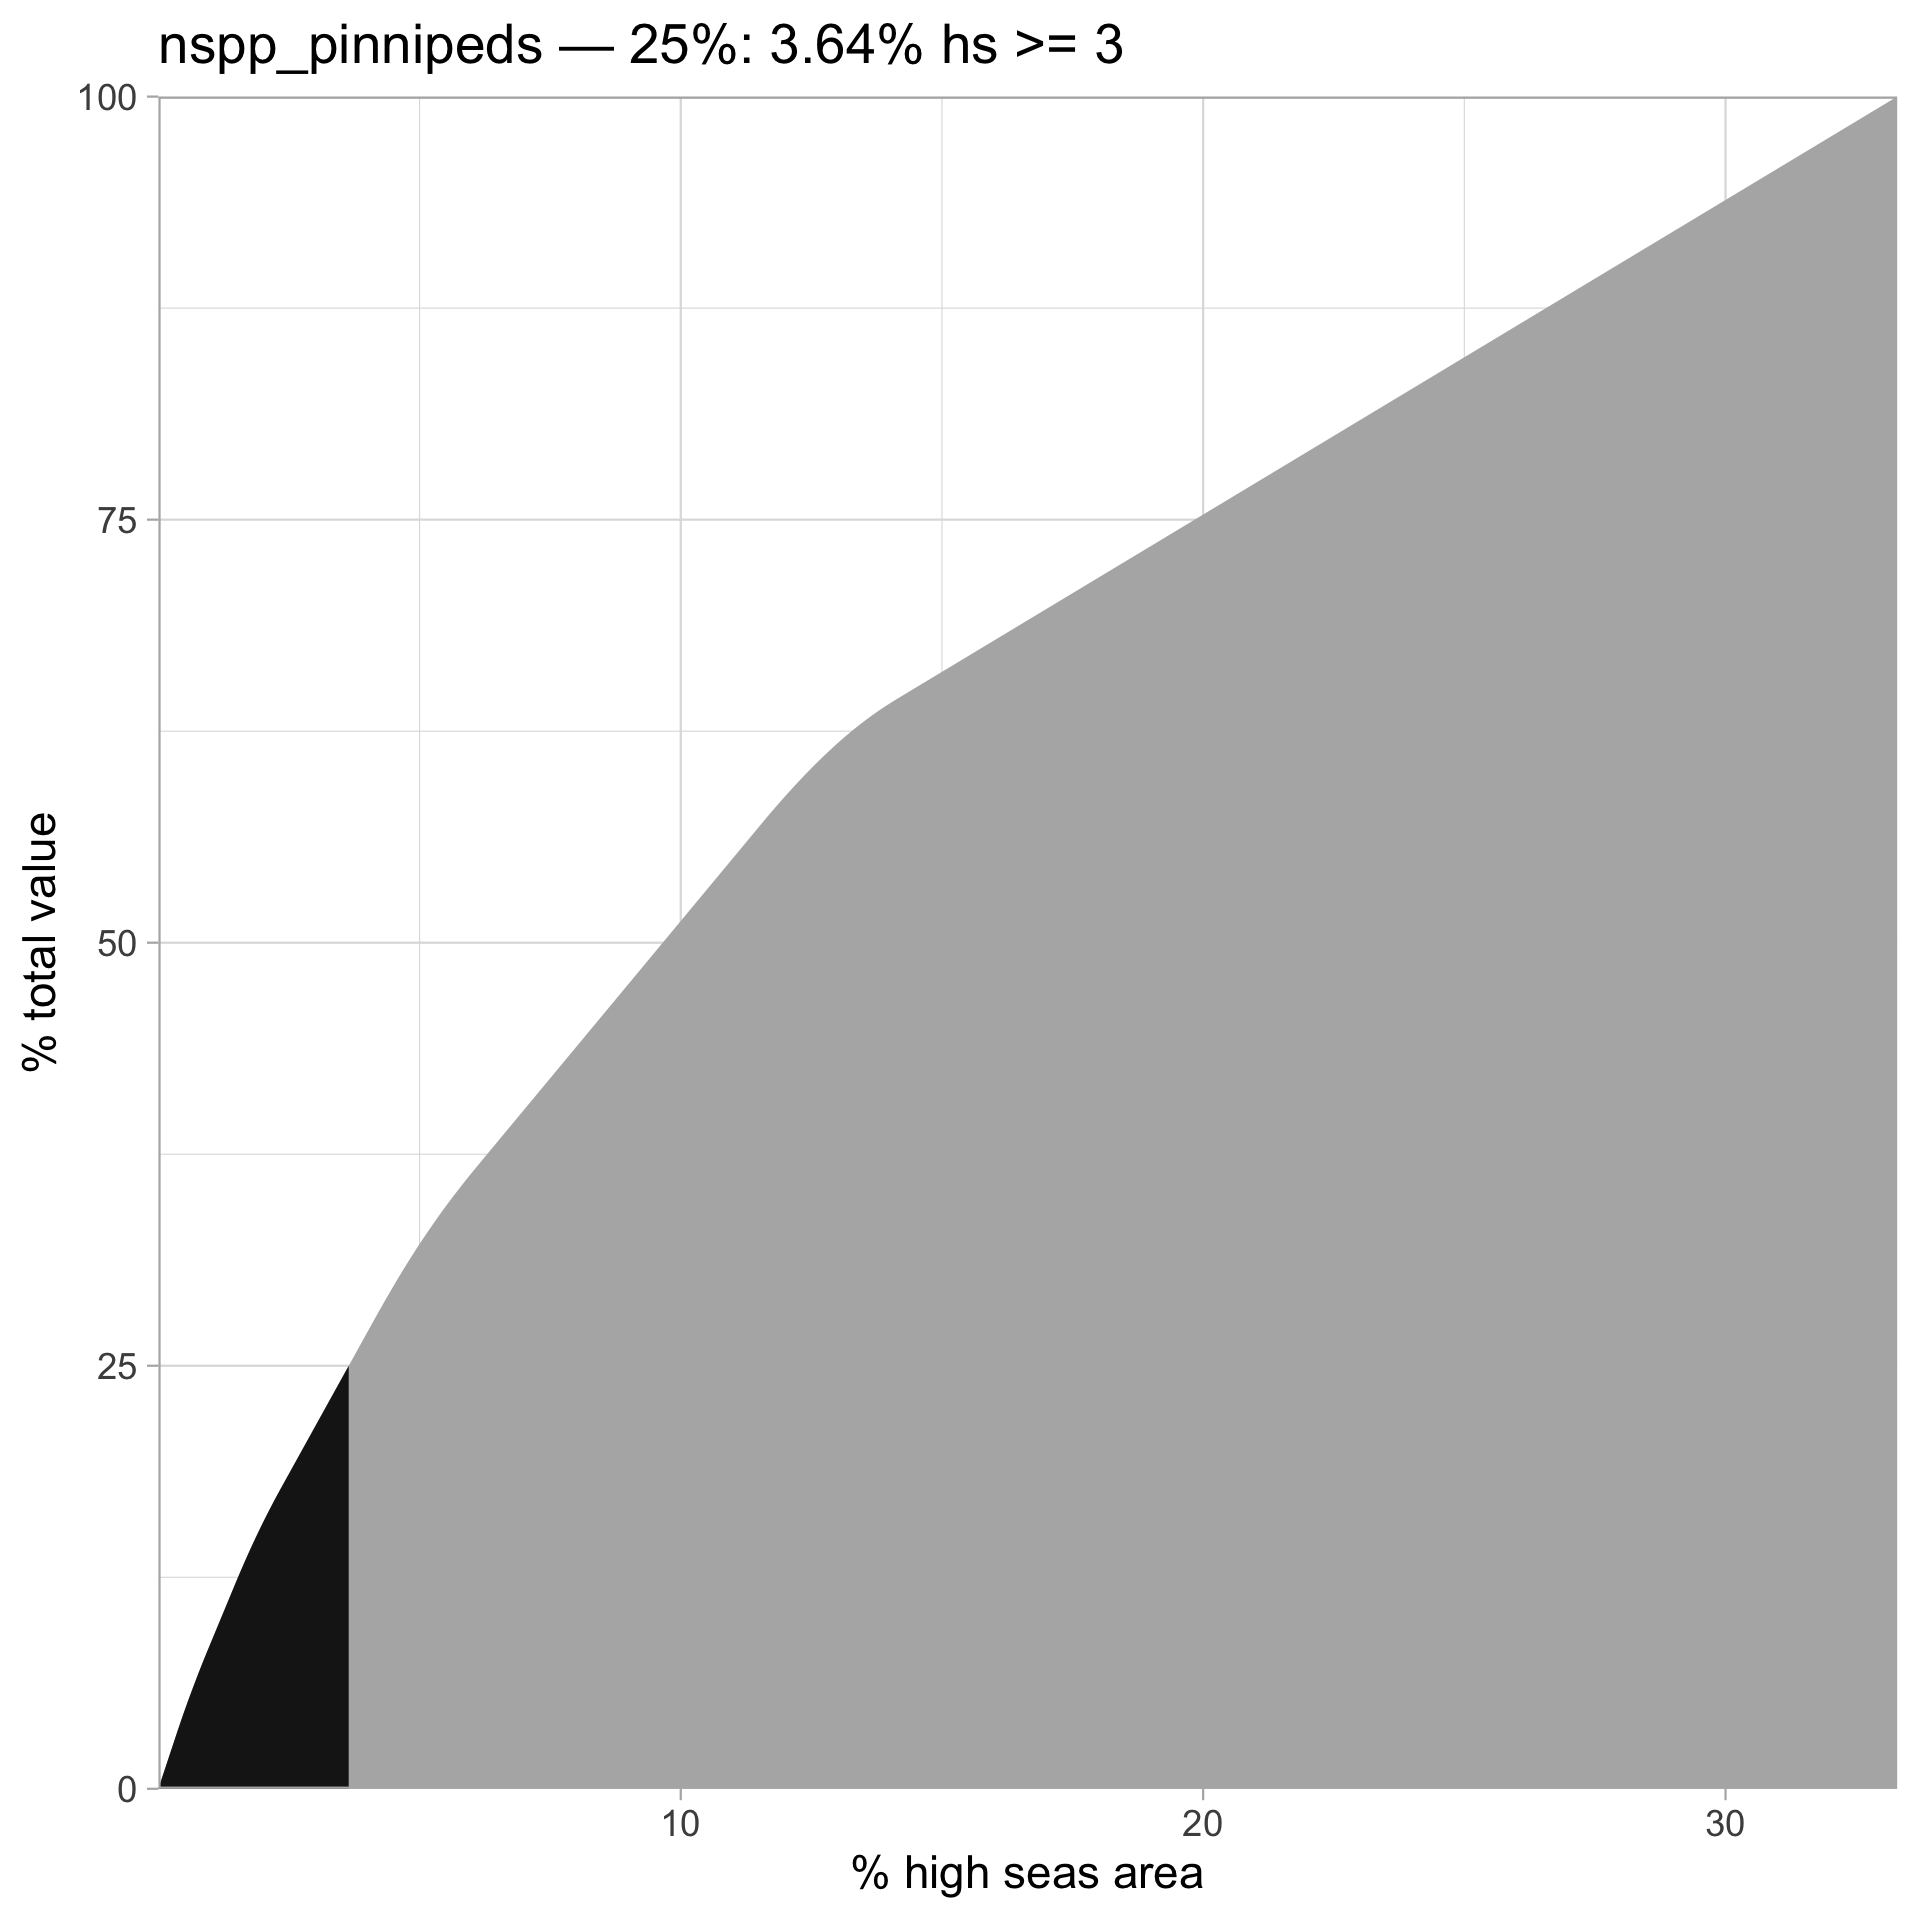 nspp_pinnipeds — 25%: 3.64% hs >= 3
100
75
50
25
0
% total value
10 20 30
% high seas area